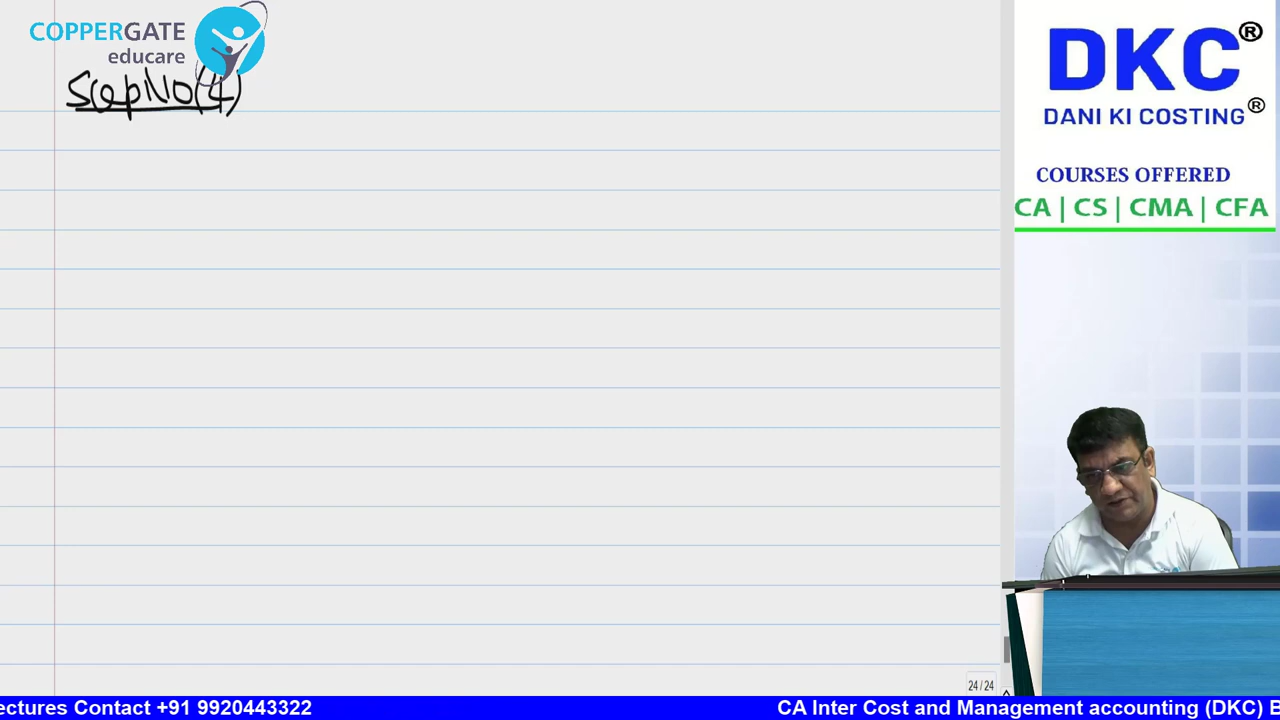 COPPERGATE
educare
Step No (4)
DKC®
DANI KI COSTING®
COURSES OFFERED
CA | CS | CMA | CFA
24 / 24
ectures Contact +91 9920443322
CA Inter Cost and Management accounting (DKC) B